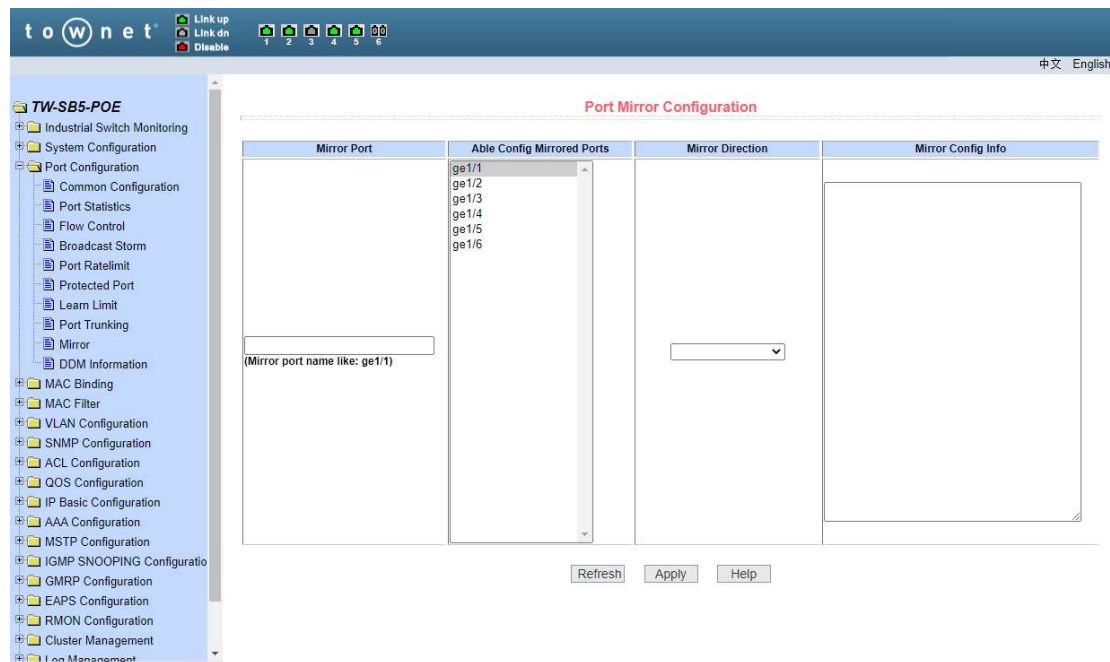 townet
Link up
Link dn
Disable
1 2 3 4 5 6
中文 English
TW-SB5-POE
Industrial Switch Monitoring
System Configuration
Port Configuration
Common Configuration
Port Statistics
Flow Control
Broadcast Storm
Port Ratelimit
Protected Port
Learn Limit
Port Trunking
Mirror
DDM Information
MAC Binding
MAC Filter
VLAN Configuration
SNMP Configuration
ACL Configuration
QOS Configuration
IP Basic Configuration
AAA Configuration
MSTP Configuration
IGMP SNOOPING Configuratio
GMRP Configuration
EAPS Configuration
RMON Configuration
Cluster Management
Log Management
Port Mirror Configuration
Mirror Port Able Config Mirrored Ports Mirror Direction Mirror Config Info
ge1/1
ge1/2
ge1/3
ge1/4
ge1/5
ge1/6
(Mirror port name like: ge1/1)
Refresh Apply Help